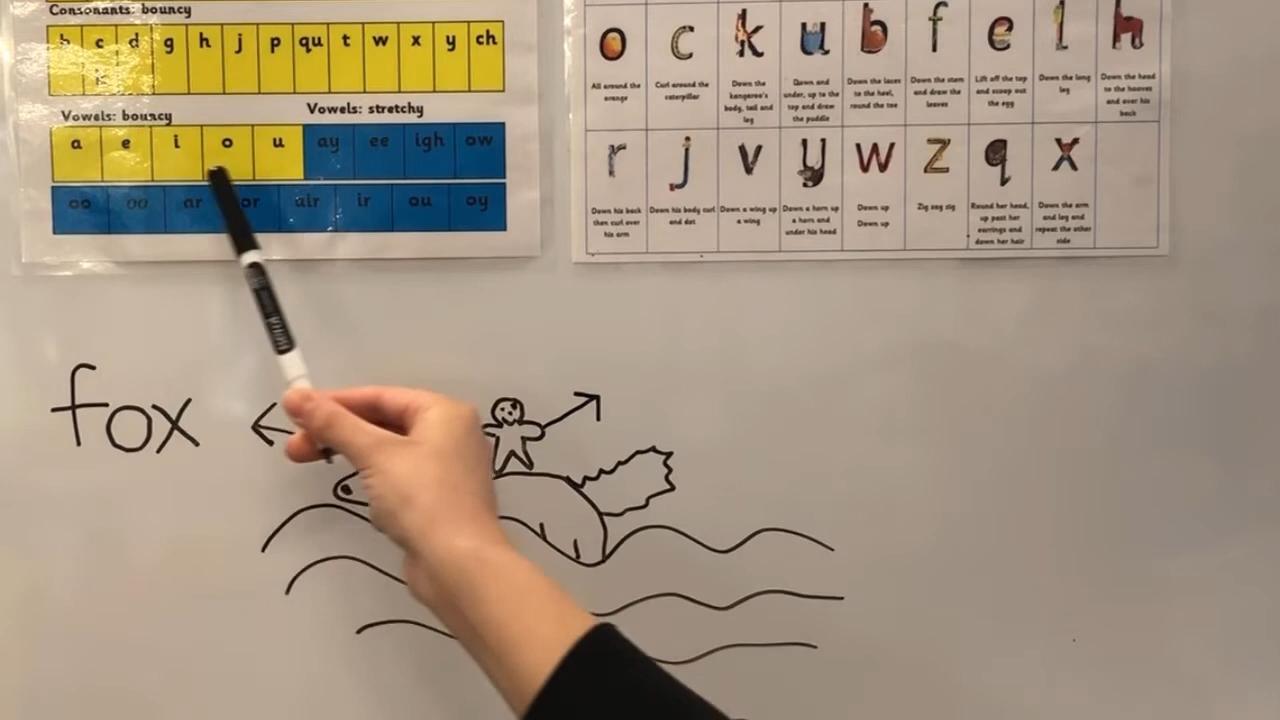 Consonants: bouncy
b c d g h j p qu t w x y ch
k
Vowels: bouncy Vowels: stretchy
a e i o u ay ee igh ow
oo oo ar or air ir ou oy
o c k u b f e l h
All around the orange
Curl around the caterpillar
Down the kangaroo's body, tail and leg
Down and under, up to the top and draw the puddle
Down the laces to the heel, round the toe
Down the stem and draw the leaves
Lift off the top and scoop out the egg
Down the long leg
Down the head to the hooves and over his back
r j v y w z q x
Down his back then curl over his arm
Down his body curl and dot
Down a wing up a wing
Down a horn up a horn and under his head
Down up Down up
Zig zag zig
Round her head, up past her earrings and down her hair
Down the arm and leg and repeat the other side
fox